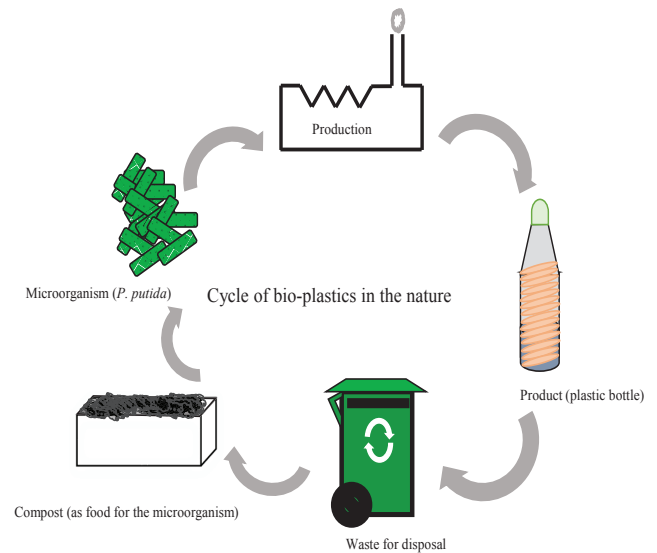 Production
Microorganism (P. putida)
Cycle of bio-plastics in the nature
Product (plastic bottle)
Compost (as food for the microorganism)
Waste for disposal